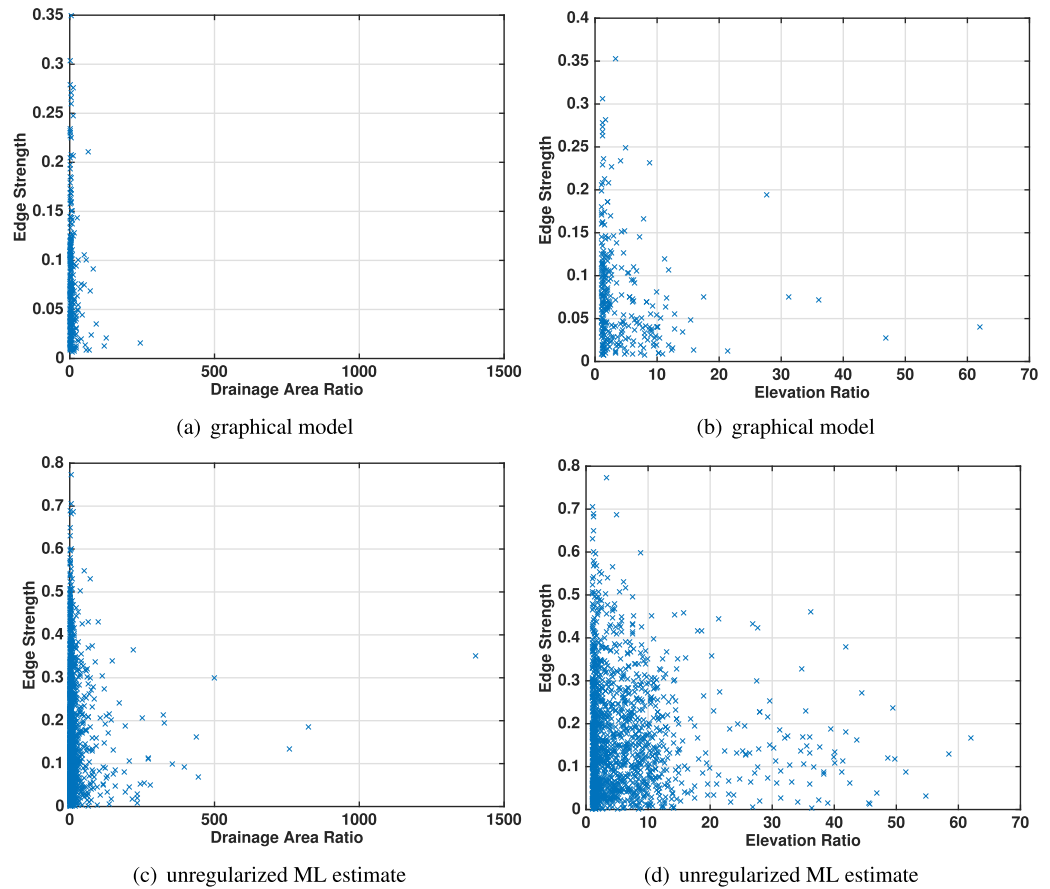 0.35
0.3
0.25
0.2
0.15
0.1
0.05
0
Edge Strength
0 500 1000 1500
Drainage Area Ratio
(a) graphical model
0.4
0.35
0.3
0.25
0.2
0.15
0.1
0.05
0
Edge Strength
0 10 20 30 40 50 60 70
Elevation Ratio
(b) graphical model
0.8
0.7
0.6
0.5
0.4
0.3
0.2
0.1
0
Edge Strength
0 500 1000 1500
Drainage Area Ratio
(c) unregularized ML estimate
0.8
0.7
0.6
0.5
0.4
0.3
0.2
0.1
0
Edge Strength
0 10 20 30 40 50 60 70
Elevation Ratio
(d) unregularized ML estimate